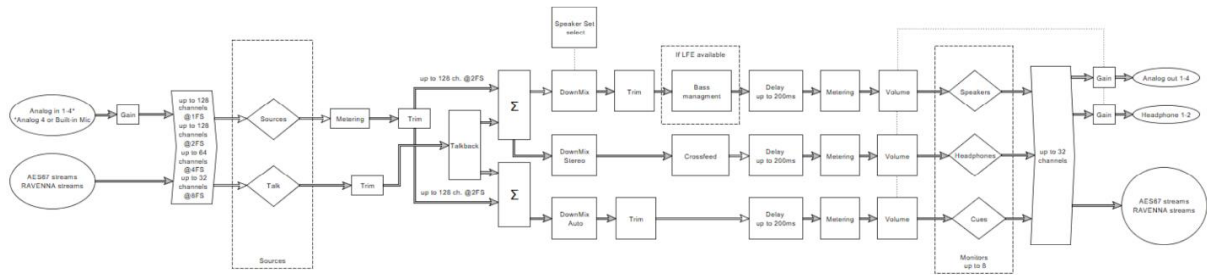 Analog in 1-4*
*Analog 4 or Built-in Mic
AES67 streams
RAVENNA streams
Gain
up to 128
channels
@1FS
up to 128
channels
@2FS
up to 64
channels
@4FS
up to 32
channels
@8FS
Sources
Talk
Sources
Metering
Trim
Trim
Talkback
up to 128 ch. @2FS
up to 128 ch. @2FS
Σ
Σ
Speaker Set
select
DownMix
Trim
If LFE available
Bass
managment
Delay
up to 200ms
Metering
Volume
Speakers
DownMix
Stereo
Crossfeed
Delay
up to 200ms
Metering
Volume
Headphones
DownMix
Auto
Trim
Delay
up to 200ms
Metering
Volume
Cues
Monitors
up to 5
up to 32
channels
Gain
Analog out 1-4
Gain
Headphone 1-2
AES67 streams
RAVENNA streams